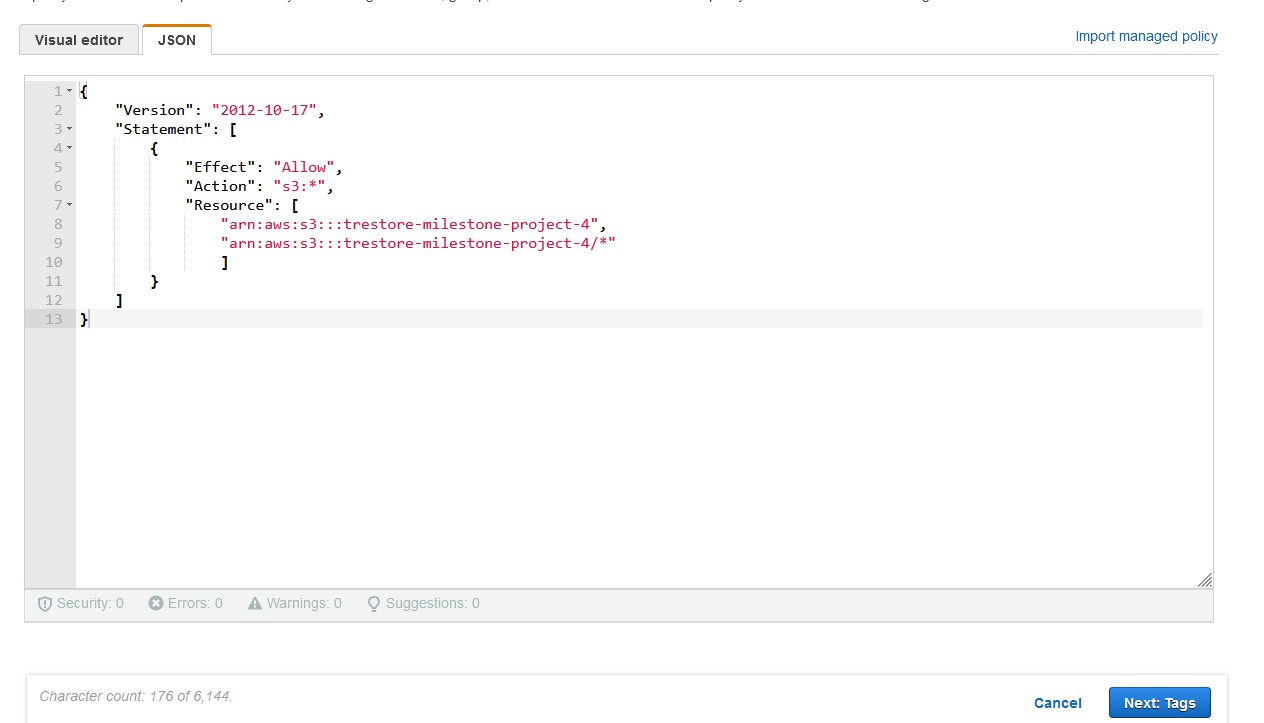 Visual editor
JSON
Import managed policy
1 {
2 "Version": "2012-10-17",
3 "Statement": [
4 {
5 "Effect": "Allow",
6 "Action": "s3:*",
7 "Resource": [
8 "arn:aws:s3:::trestore-milestone-project-4",
9 "arn:aws:s3:::trestore-milestone-project-4/*"
10 ]
11 }
12 ]
13 }
Security: 0 Errors: 0 Warnings: 0 Suggestions: 0
Character count: 176 of 6,144.
Cancel
Next: Tags